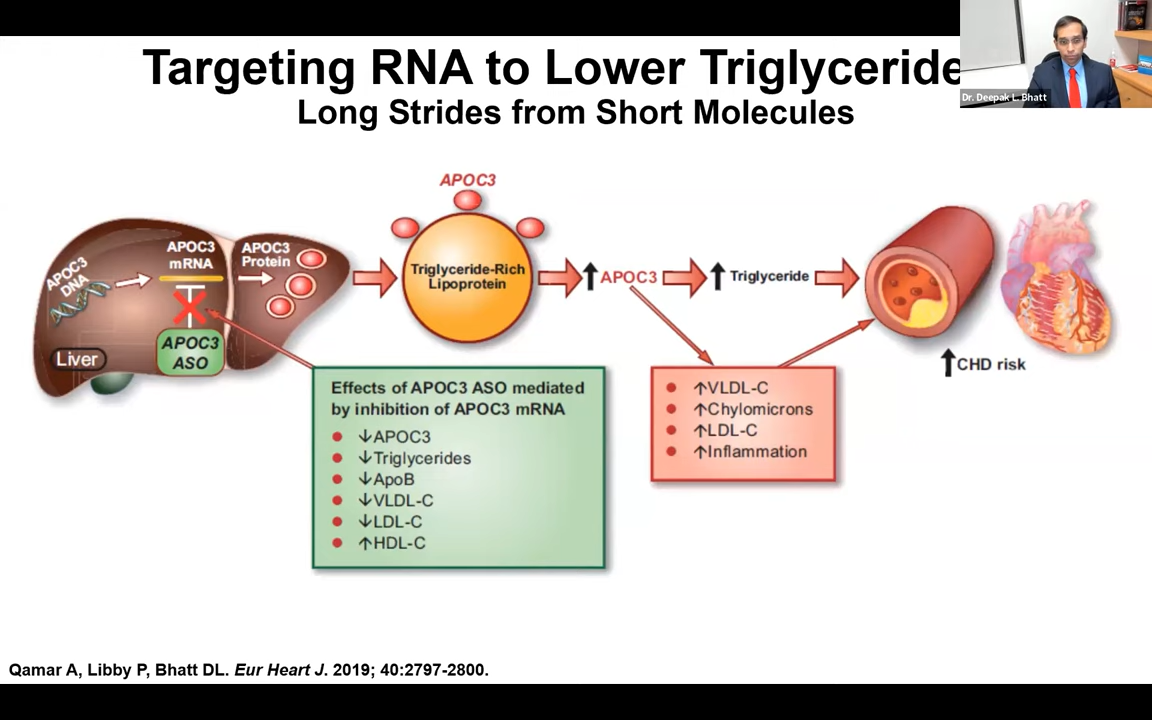 Targeting RNA to Lower Triglyceride
Long Strides from Short Molecules
Dr. Deepak L. Bhatt
APOC3
DNA
APOC3
mRNA
APOC3
Protein
APOC3
ASO
Liver
APOC3
Triglyceride-Rich
Lipoprotein
↑ APOC3
↑ Triglyceride
↑ CHD risk
Effects of APOC3 ASO mediated
by inhibition of APOC3 mRNA
● ↓APOC3
● ↓Triglycerides
● ↓ApoB
● ↓VLDL-C
● ↓LDL-C
● ↑HDL-C
● ↑VLDL-C
● ↑Chylomicrons
● ↑LDL-C
● ↑Inflammation
Qamar A, Libby P, Bhatt DL. Eur Heart J. 2019; 40:2797-2800.